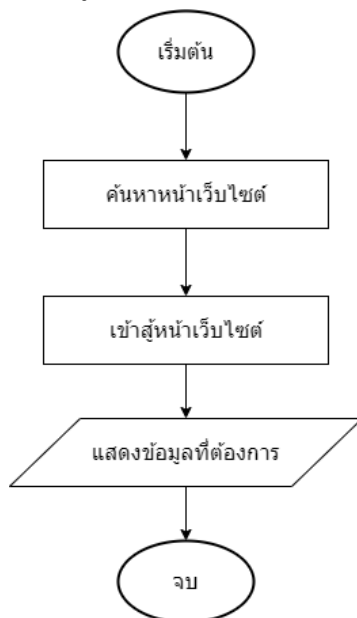 เริ่มต้น
ค้นหาหน้าเว็บไซต์
เข้าสู้หน้าเว็บไซต์
แสดงข้อมูลที่ต้องการ
จบ